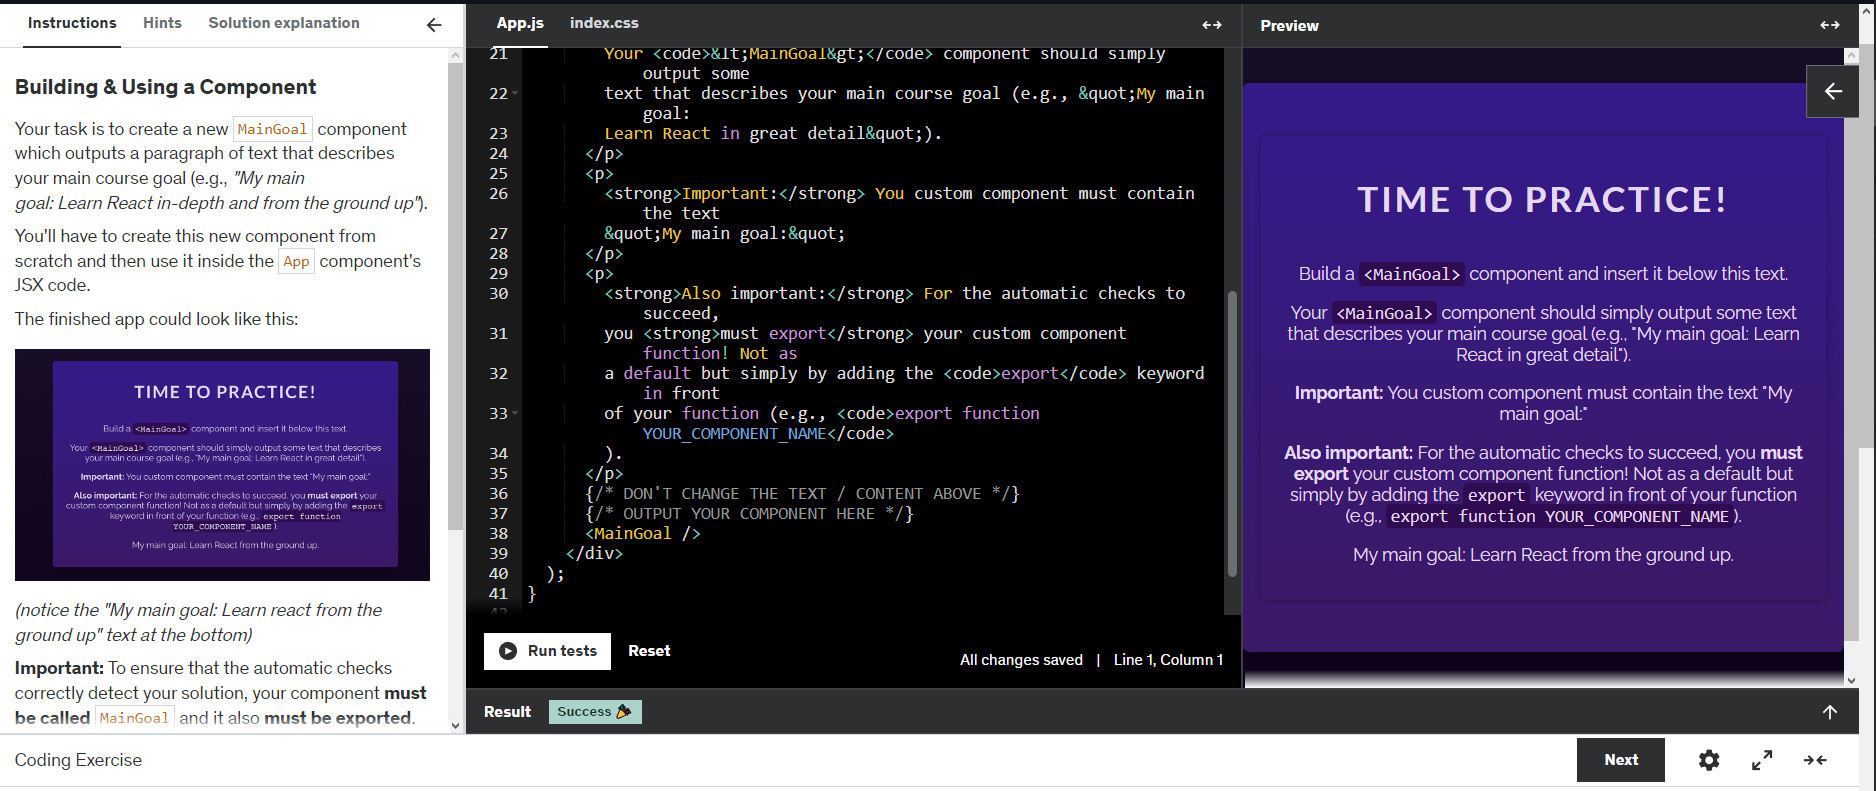 Instructions Hints Solution explanation
Building & Using a Component
Your task is to create a new MainGoal component
which outputs a paragraph of text that describes
your main course goal (e.g., "My main
goal: Learn React in-depth and from the ground up").
You'll have to create this new component from
scratch and then use it inside the App component's
JSX code.
The finished app could look like this:
TIME TO PRACTICE!
Build a <MainGoal> component and insert it below this text.
Your <MainGoal> component should simply output some text that describes
your main course goal (e.g., "My main goal: Learn React in great detail").
Important: You custom component must contain the text "My main goal:"
Also important: For the automatic checks to succeed, you must export your
custom component function! Not as a default but simply by adding the export
keyword in front of your function (e.g., export function
YOUR_COMPONENT_NAME ).
My main goal: Learn React from the ground up.
(notice the "My main goal: Learn react from the
ground up" text at the bottom)
Important: To ensure that the automatic checks
correctly detect your solution, your component must
be called MainGoal and it also must be exported.
App.js index.css
21 Your <code>&lt;MainGoal&gt;</code> component should simply
output some
22 text that describes your main course goal (e.g., &quot;My main
goal:
23 Learn React in great detail&quot;).
24 </p>
25 <p>
26 <strong>Important:</strong> You custom component must contain
the text
27 &quot;My main goal:&quot;
28 </p>
29 <p>
30 <strong>Also important:</strong> For the automatic checks to
succeed,
31 you <strong>must export</strong> your custom component
function! Not as
32 a default but simply by adding the <code>export</code> keyword
in front
33 of your function (e.g., <code>export function
YOUR_COMPONENT_NAME</code>
34 ).
35 </p>
36 {/* DON'T CHANGE THE TEXT / CONTENT ABOVE */}
37 {/* OUTPUT YOUR COMPONENT HERE */}
38 <MainGoal />
39 </div>
40 );
41 }
42
Run tests Reset
All changes saved | Line 1, Column 1
Result Success
Preview
TIME TO PRACTICE!
Build a <MainGoal> component and insert it below this text.
Your <MainGoal> component should simply output some text
that describes your main course goal (e.g., "My main goal: Learn
React in great detail").
Important: You custom component must contain the text "My
main goal:"
Also important: For the automatic checks to succeed, you must
export your custom component function! Not as a default but
simply by adding the export keyword in front of your function
(e.g., export function YOUR_COMPONENT_NAME ).
My main goal: Learn React from the ground up.
Coding Exercise
Next